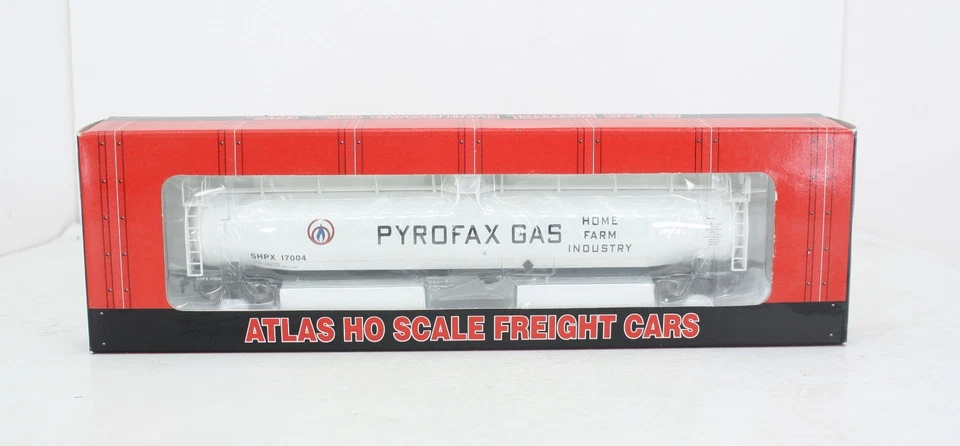 PYROFAX GAS
HOME
FARM
INDUSTRY
SHPX 17004
ATLAS HO SCALE FREIGHT CARS